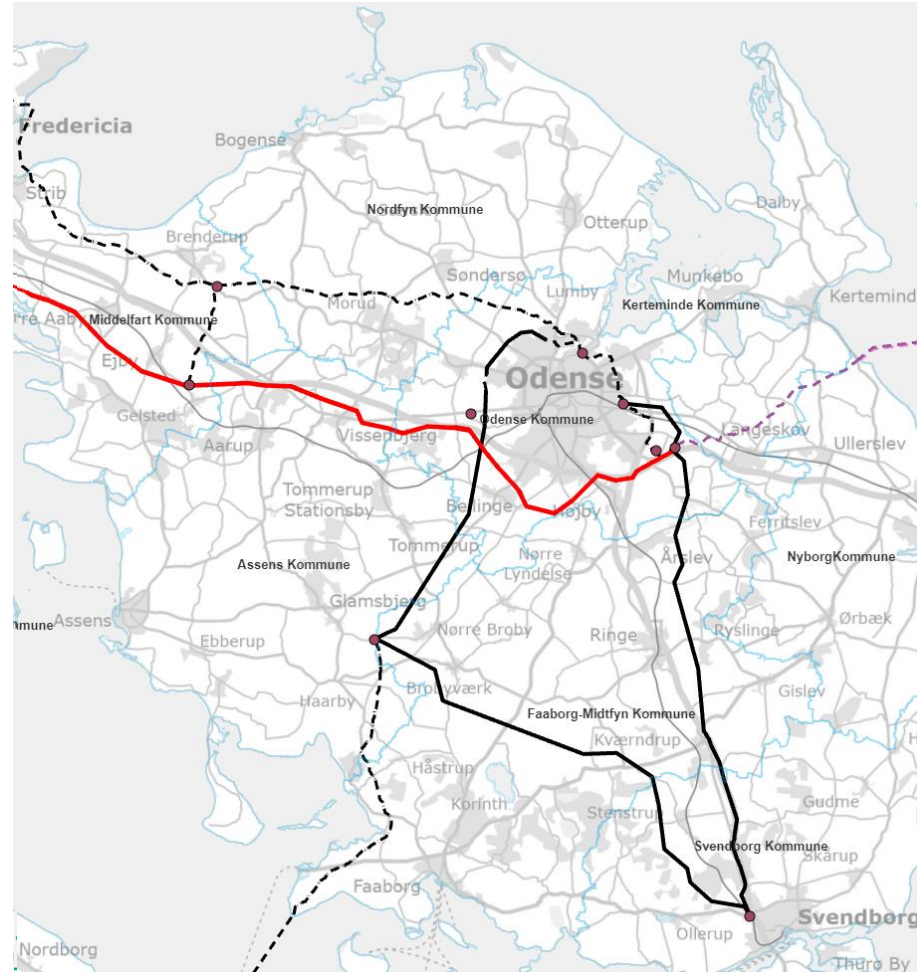 Fredericia
Bogense
Strib
Dalby
Nordfyn Kommune
Otterup
Brenderup
Søndersø
Munkebo
Lumby
Morud
Kerteminde Kommune
Kertemind
rre Aaby
Middelfart Kommune
Ejby
Odense
Gelsted
Odense Kommune
Langeskov
Aarup
Vissenbjerg
Ullerslev
Tommerup
Stationsby
Bellinge
Højby
Ferritslev
Tommerup
Nørre
Lyndelse
Årslev
NyborgKommune
Assens Kommune
Glamsbjerg
mmune
Assens
Ørbæk
Ebberup
Nørre Broby
Ringe
Ryslinge
Haarby
Brobyværk
Gislev
Faaborg-Midtfyn Kommune
Kværndrup
H
Håstrup
Korinth
Stenstrup
Gudme
Svendborg Kommune
Skårup
Faaborg
Ollerup
Svendborg
Nordborg
Thurø By